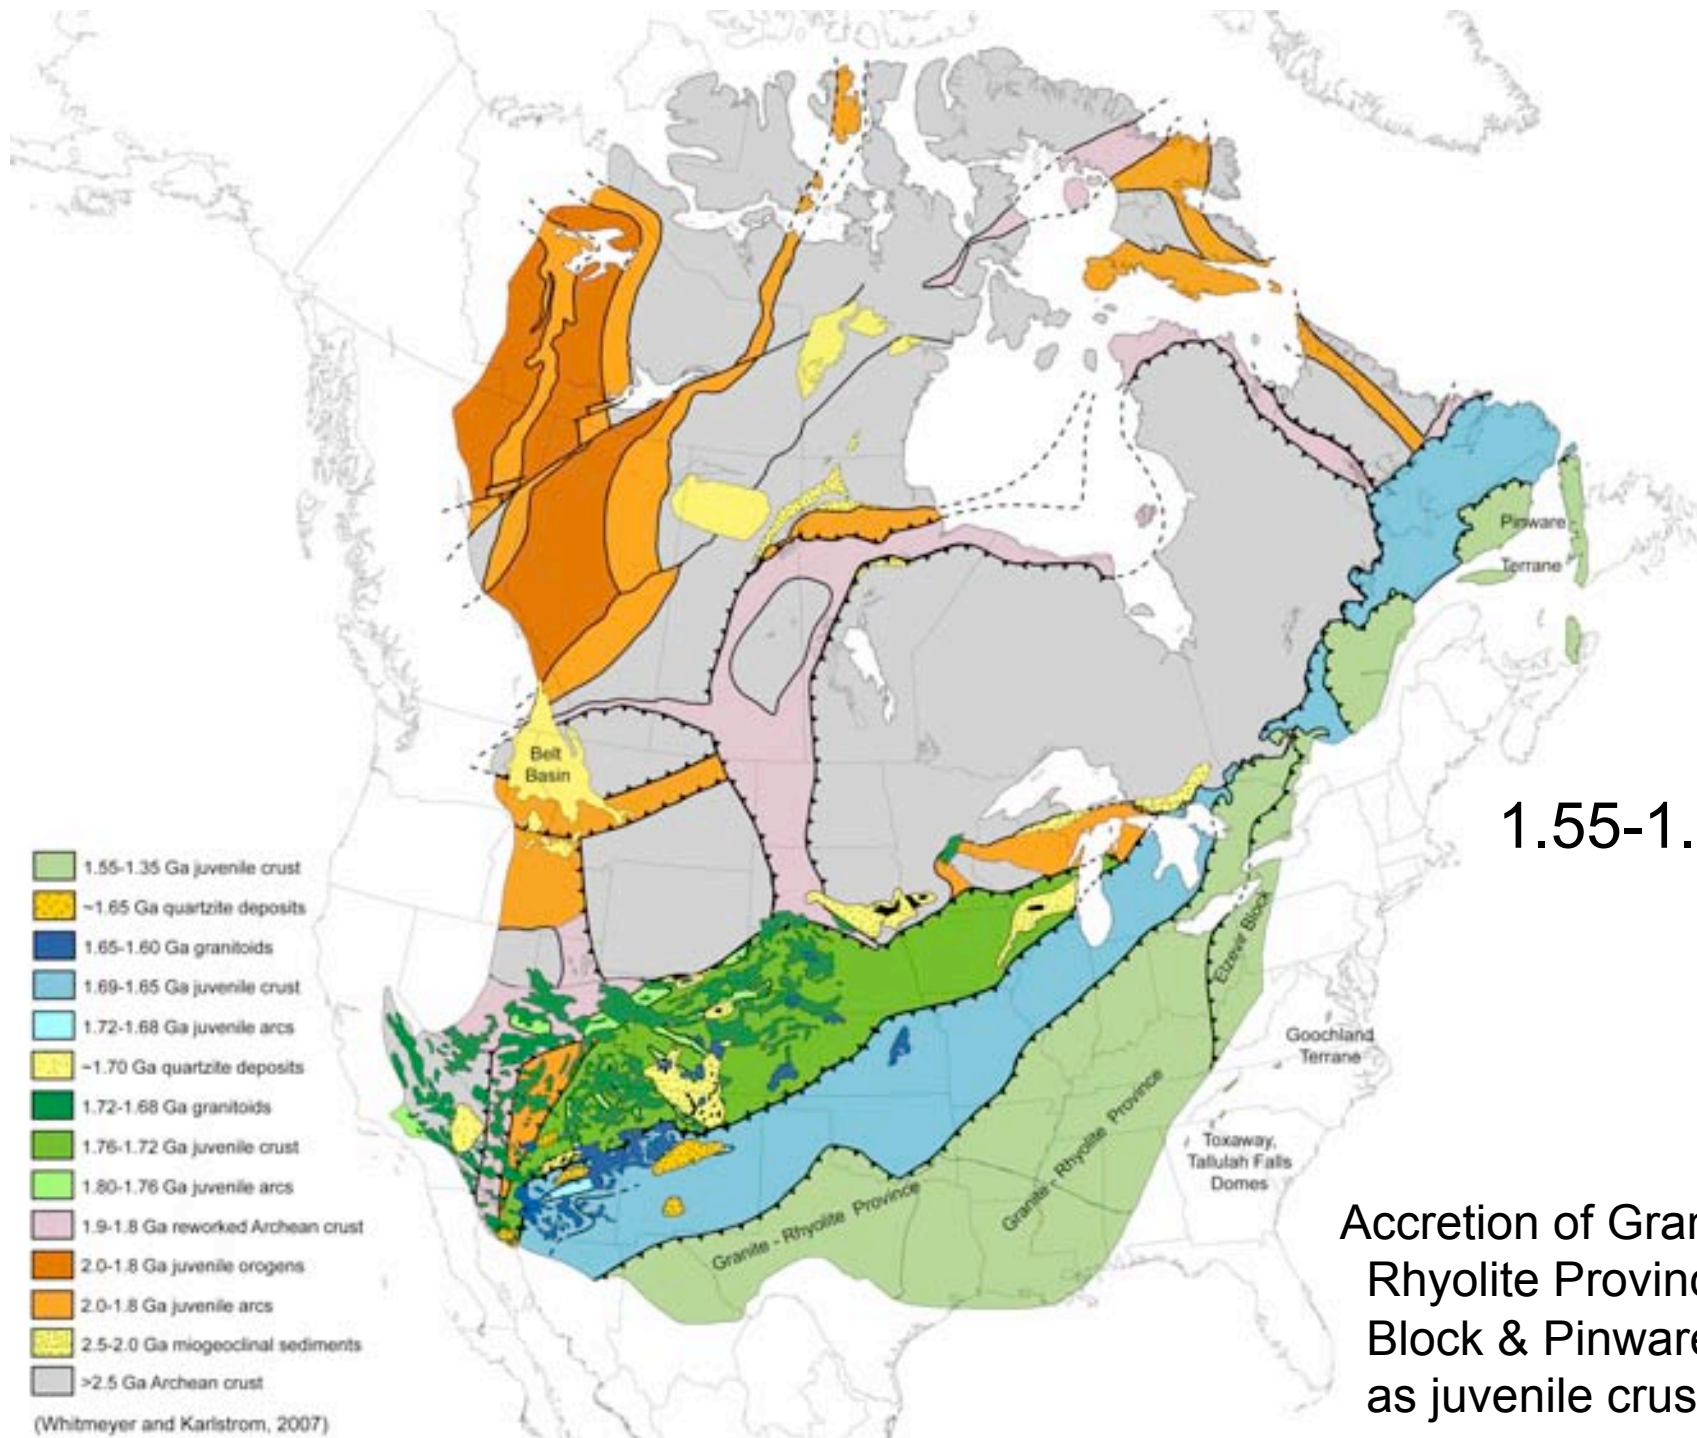 Pinware
Terrane
Belt
Basin
1.55-1.
1.55-1.35 Ga juvenile crust
~1.65 Ga quartzite deposits
1.65-1.60 Ga granitoids
1.69-1.65 Ga juvenile crust
1.72-1.68 Ga juvenile arcs
~1.70 Ga quartzite deposits
1.72-1.68 Ga granitoids
1.76-1.72 Ga juvenile crust
1.80-1.76 Ga juvenile arcs
1.9-1.8 Ga reworked Archean crust
2.0-1.8 Ga juvenile orogens
2.0-1.8 Ga juvenile arcs
2.5-2.0 Ga miogeoclinal sediments
>2.5 Ga Archean crust
(Whitmeyer and Karlstrom, 2007)
Elzevir Block
Goochland
Terrane
Granite - Rhyolite Province
Toxaway,
Tallulah Falls
Domes
Granite - Rhyolite Province
Accretion of Gran
Rhyolite Provinc
Block & Pinware
as juvenile crus